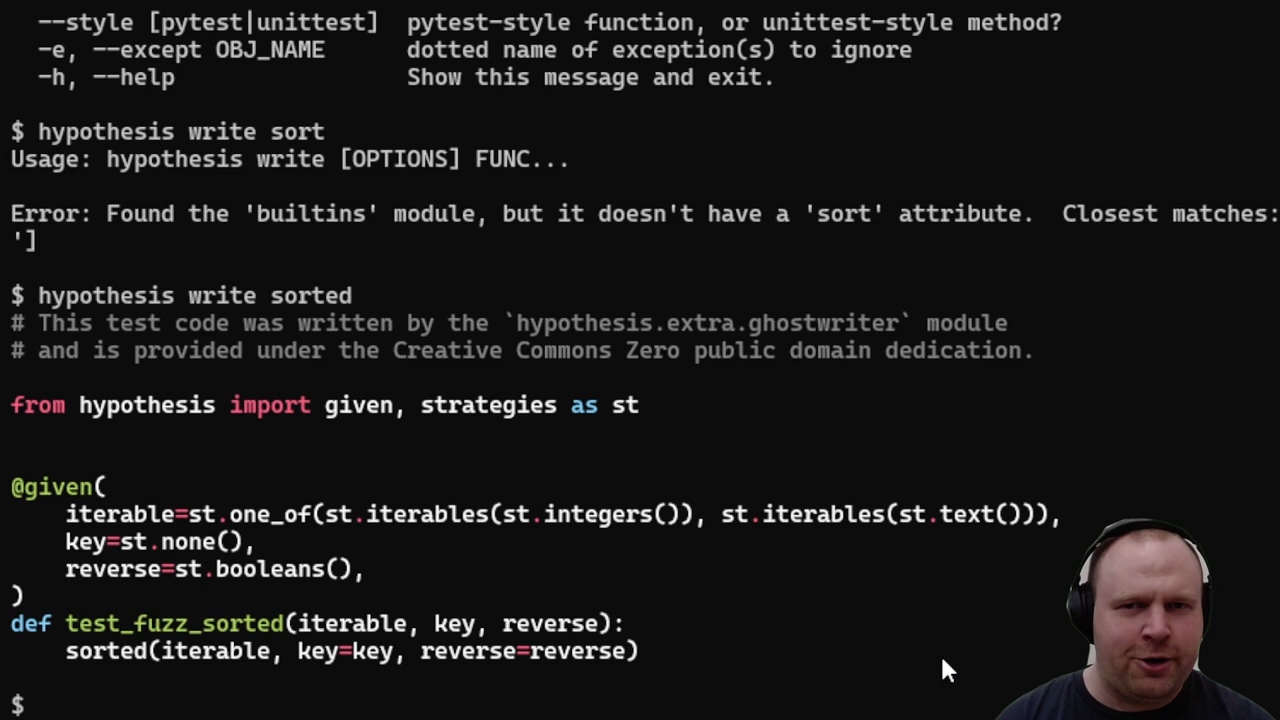 --style [pytest|unittest]  pytest-style function, or unittest-style method?
-e, --except OBJ_NAME      dotted name of exception(s) to ignore
-h, --help                 Show this message and exit.
$ hypothesis write sort
Usage: hypothesis write [OPTIONS] FUNC...
Error: Found the 'builtins' module, but it doesn't have a 'sort' attribute.  Closest matches:
']
$ hypothesis write sorted
# This test code was written by the `hypothesis.extra.ghostwriter` module
# and is provided under the Creative Commons Zero public domain dedication.
from hypothesis import given, strategies as st
@given(
    iterable=st.one_of(st.iterables(st.integers()), st.iterables(st.text())),
    key=st.none(),
    reverse=st.booleans(),
)
def test_fuzz_sorted(iterable, key, reverse):
    sorted(iterable, key=key, reverse=reverse)
$